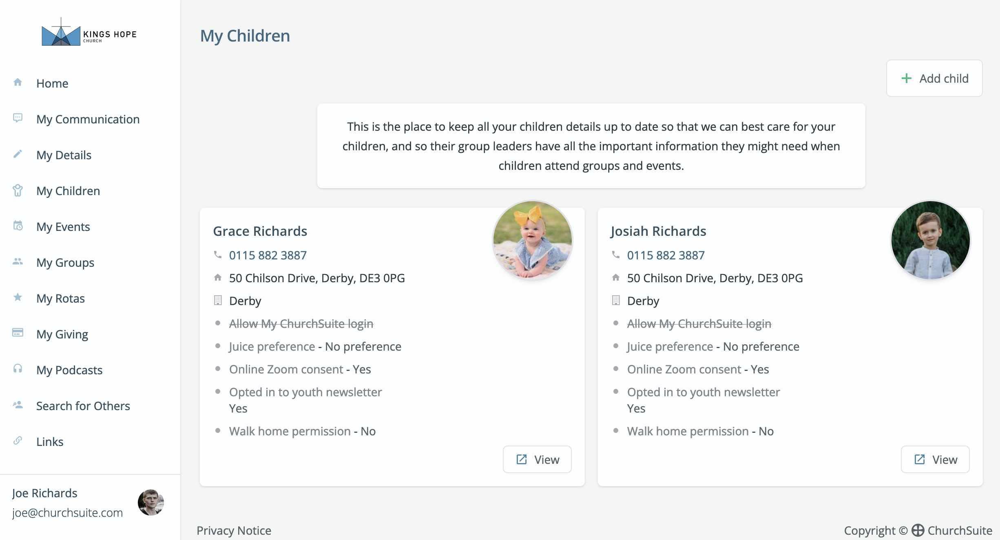 KINGS HOPE
CHURCH
Home
My Communication
My Details
My Children
My Events
My Groups
My Rotas
My Giving
My Podcasts
Search for Others
Links
Joe Richards
joe@churchsuite.com
My Children
Add child
This is the place to keep all your children details up to date so that we can best care for your
children, and so their group leaders have all the important information they might need when
children attend groups and events.
Grace Richards
0115 882 3887
50 Chilson Drive, Derby, DE3 0PG
Derby
Allow My ChurchSuite login
Juice preference - No preference
Online Zoom consent - Yes
Opted in to youth newsletter
Yes
Walk home permission - No
View
Josiah Richards
0115 882 3887
50 Chilson Drive, Derby, DE3 0PG
Derby
Allow My ChurchSuite login
Juice preference - No preference
Online Zoom consent - Yes
Opted in to youth newsletter
Yes
Walk home permission - No
View
Privacy Notice
Copyright © ChurchSuite